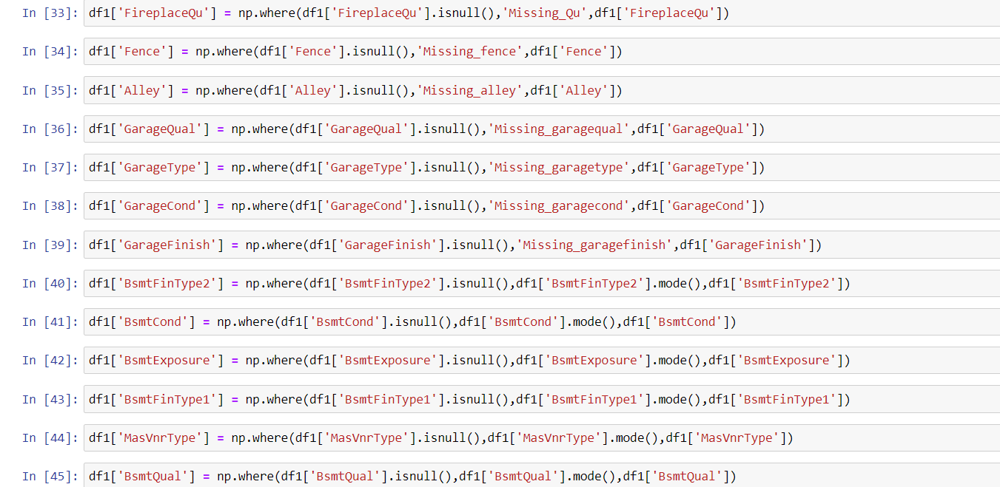 In [33]: df1['FireplaceQu'] = np.where(df1['FireplaceQu'].isnull(),'Missing_Qu',df1['FireplaceQu'])
In [34]: df1['Fence'] = np.where(df1['Fence'].isnull(),'Missing_fence',df1['Fence'])
In [35]: df1['Alley'] = np.where(df1['Alley'].isnull(),'Missing_alley',df1['Alley'])
In [36]: df1['GarageQual'] = np.where(df1['GarageQual'].isnull(),'Missing_garagequal',df1['GarageQual'])
In [37]: df1['GarageType'] = np.where(df1['GarageType'].isnull(),'Missing_garagetype',df1['GarageType'])
In [38]: df1['GarageCond'] = np.where(df1['GarageCond'].isnull(),'Missing_garagecond',df1['GarageCond'])
In [39]: df1['GarageFinish'] = np.where(df1['GarageFinish'].isnull(),'Missing_garagefinish',df1['GarageFinish'])
In [40]: df1['BsmtFinType2'] = np.where(df1['BsmtFinType2'].isnull(),df1['BsmtFinType2'].mode(),df1['BsmtFinType2'])
In [41]: df1['BsmtCond'] = np.where(df1['BsmtCond'].isnull(),df1['BsmtCond'].mode(),df1['BsmtCond'])
In [42]: df1['BsmtExposure'] = np.where(df1['BsmtExposure'].isnull(),df1['BsmtExposure'].mode(),df1['BsmtExposure'])
In [43]: df1['BsmtFinType1'] = np.where(df1['BsmtFinType1'].isnull(),df1['BsmtFinType1'].mode(),df1['BsmtFinType1'])
In [44]: df1['MasVnrType'] = np.where(df1['MasVnrType'].isnull(),df1['MasVnrType'].mode(),df1['MasVnrType'])
In [45]: df1['BsmtQual'] = np.where(df1['BsmtQual'].isnull(),df1['BsmtQual'].mode(),df1['BsmtQual'])